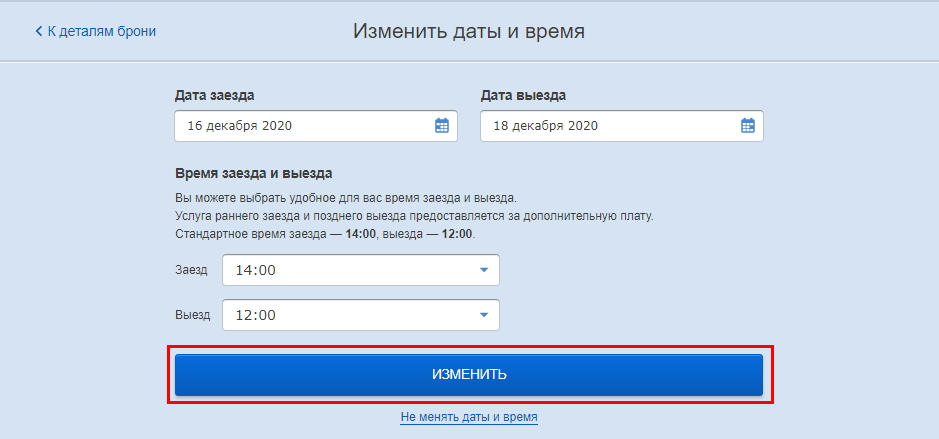 К деталям брони
Изменить даты и время
Дата заезда
Дата выезда
16 декабря 2020
18 декабря 2020
Время заезда и выезда
Вы можете выбрать удобное для вас время заезда и выезда.
Услуга раннего заезда и позднего выезда предоставляется за дополнительную плату.
Стандартное время заезда — 14:00, выезда — 12:00.
Заезд 14:00
Выезд 12:00
ИЗМЕНИТЬ
Не менять даты и время